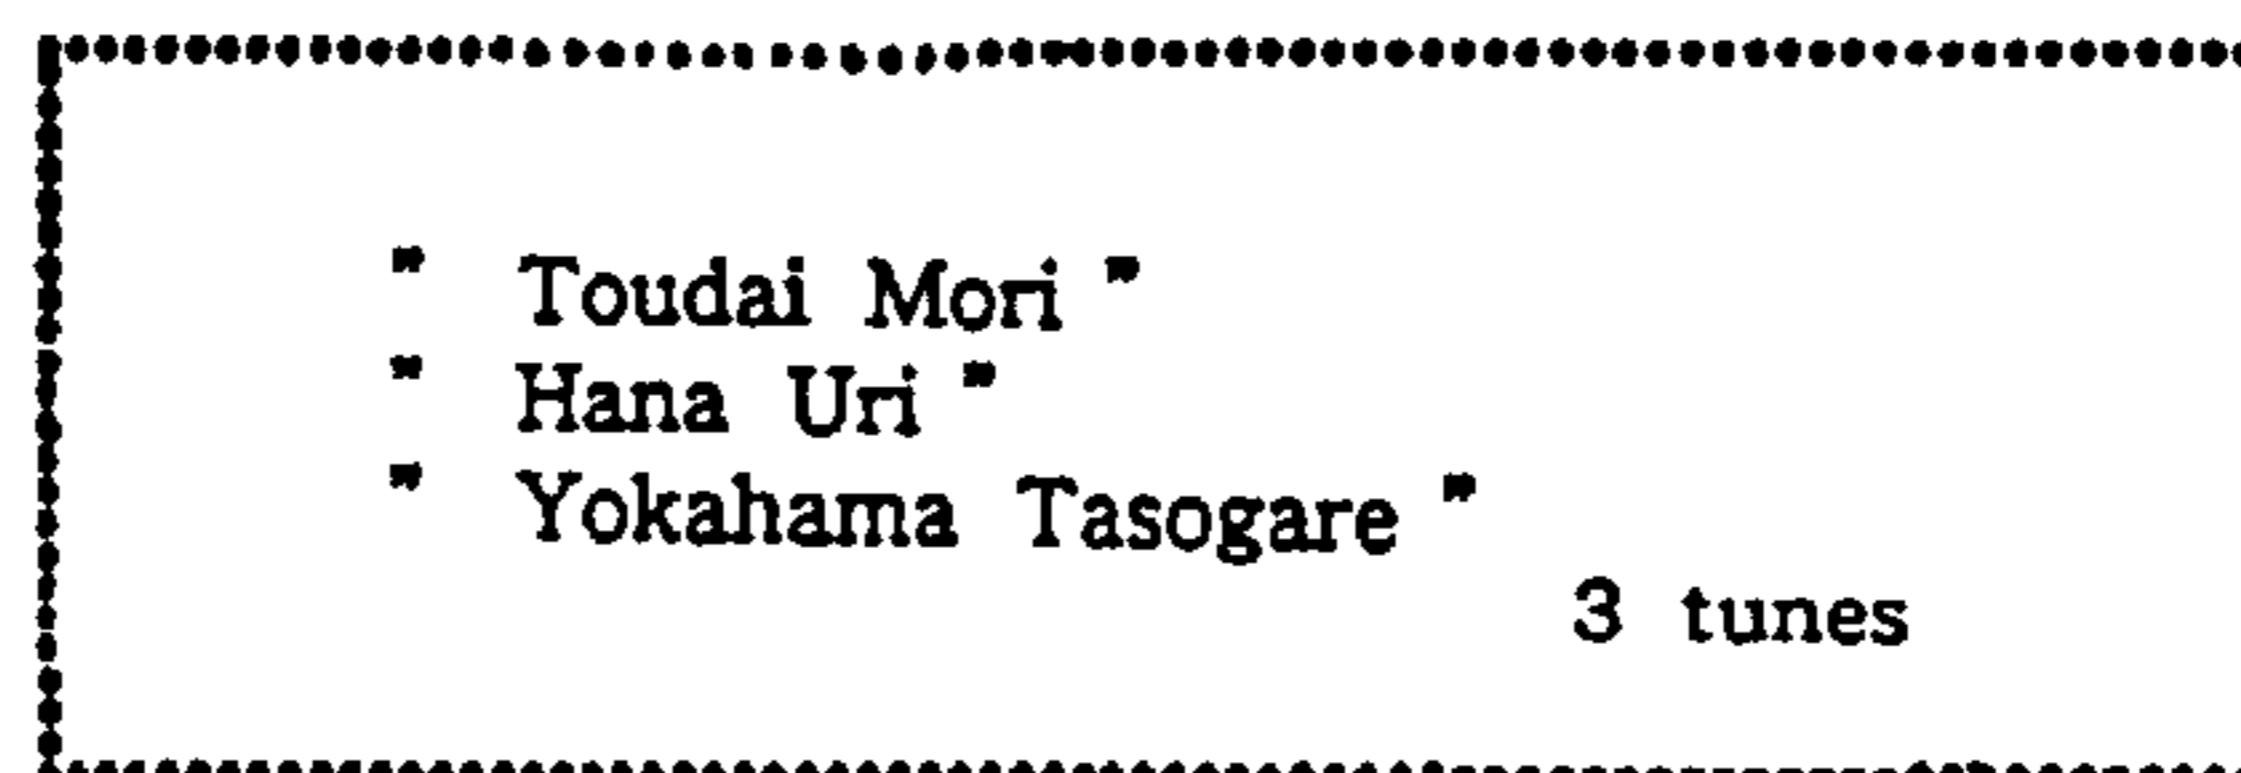 " Toudai Mori "
" Hana Uri "
" Yokahama Tasogare "
3 tunes